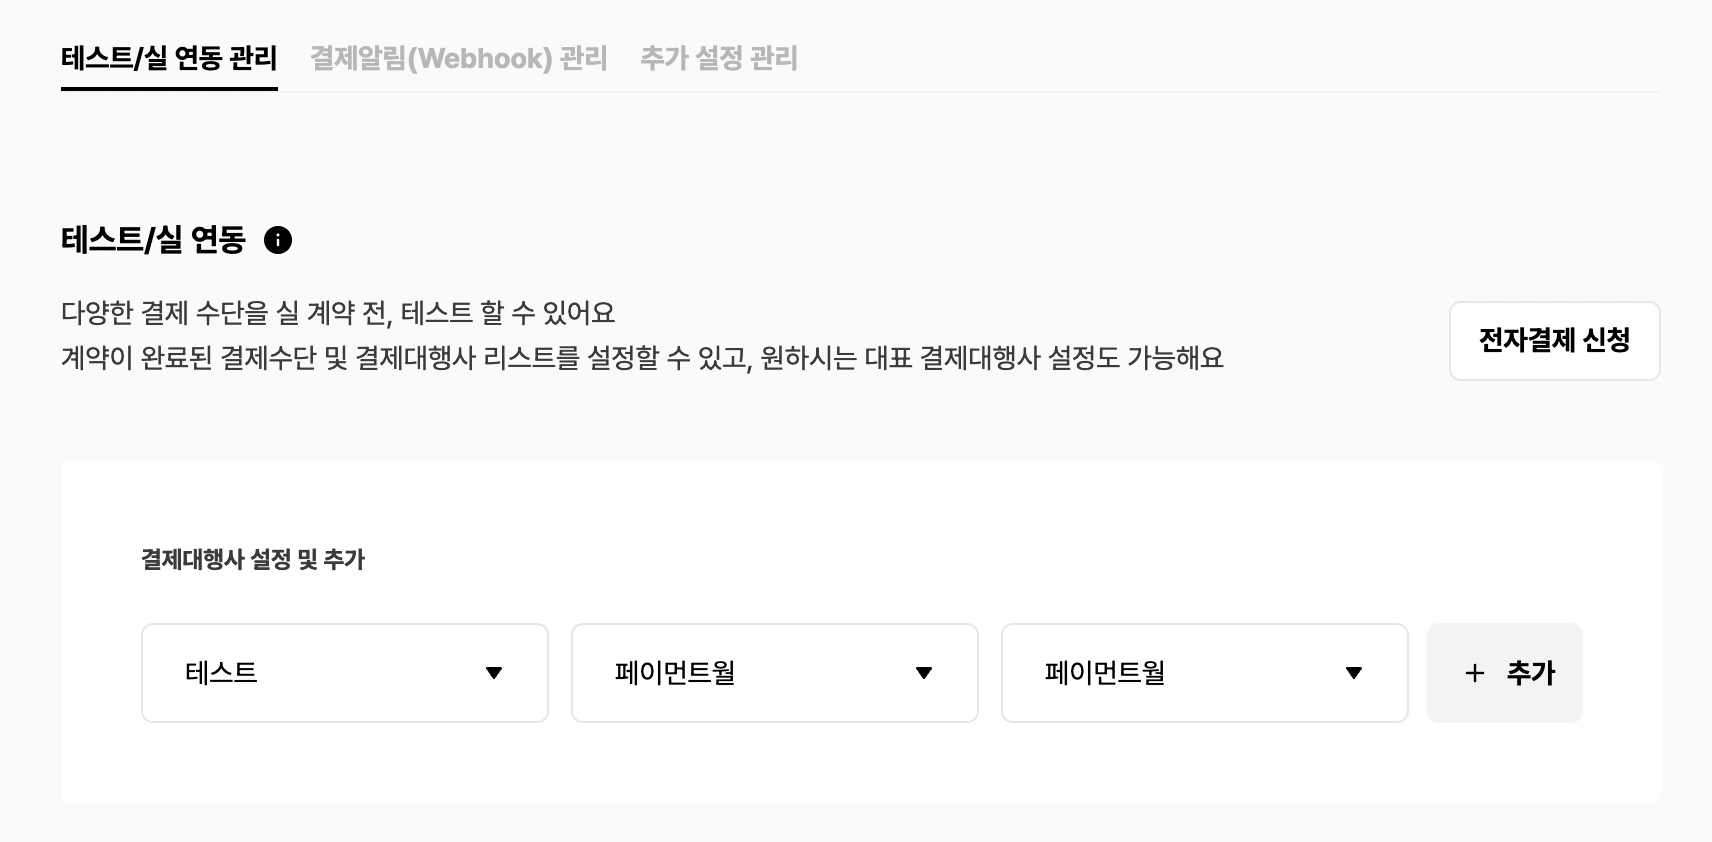 테스트/실 연동 관리 결제알림(Webhook) 관리 추가 설정 관리
테스트/실 연동
다양한 결제 수단을 실 계약 전, 테스트 할 수 있어요
계약이 완료된 결제수단 및 결제대행사 리스트를 설정할 수 있고, 원하시는 대표 결제대행사 설정도 가능해요
전자결제 신청
결제대행사 설정 및 추가
테스트 페이먼트월 페이먼트월 + 추가